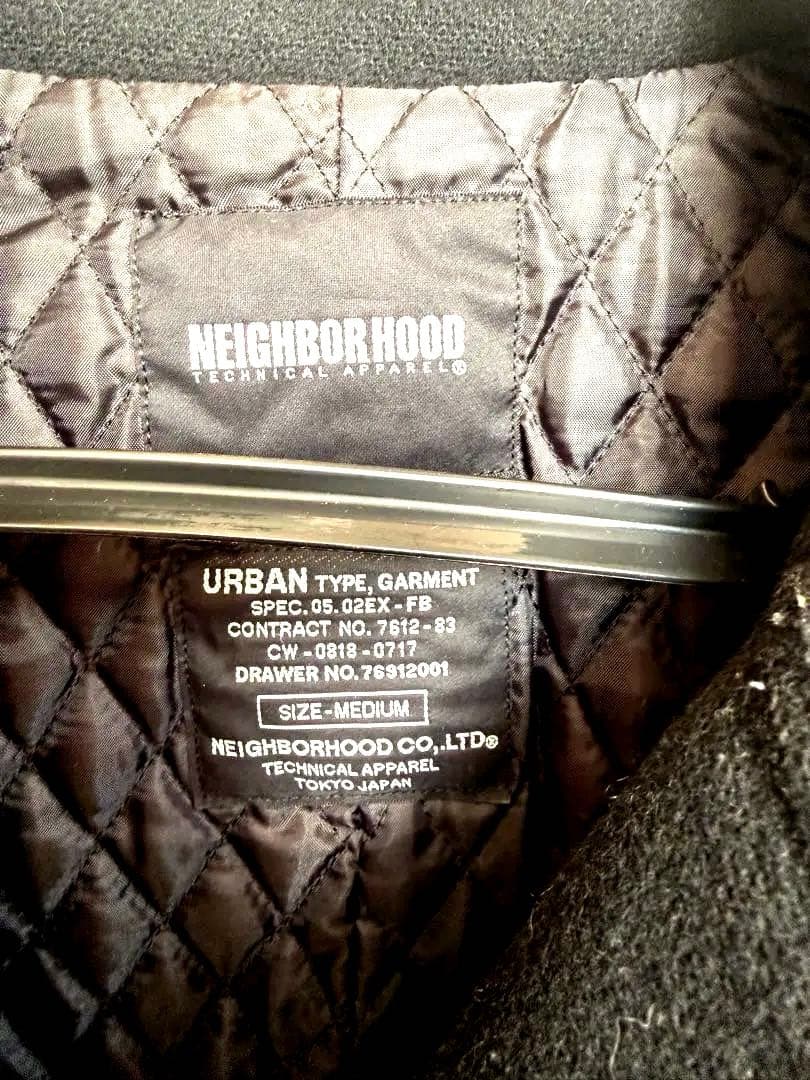 NEIGHBORHOOD
TECHNICAL APPAREL®
URBAN TYPE, GARMENT
SPEC. 05. 02EX - FB
CONTRACT NO. 7612 - 83
CW - 0818 - 0717
DRAWER NO. 76912001
SIZE - MEDIUM
NEIGHBORHOOD CO,.LTD®
TECHNICAL APPAREL
TOKYO JAPAN